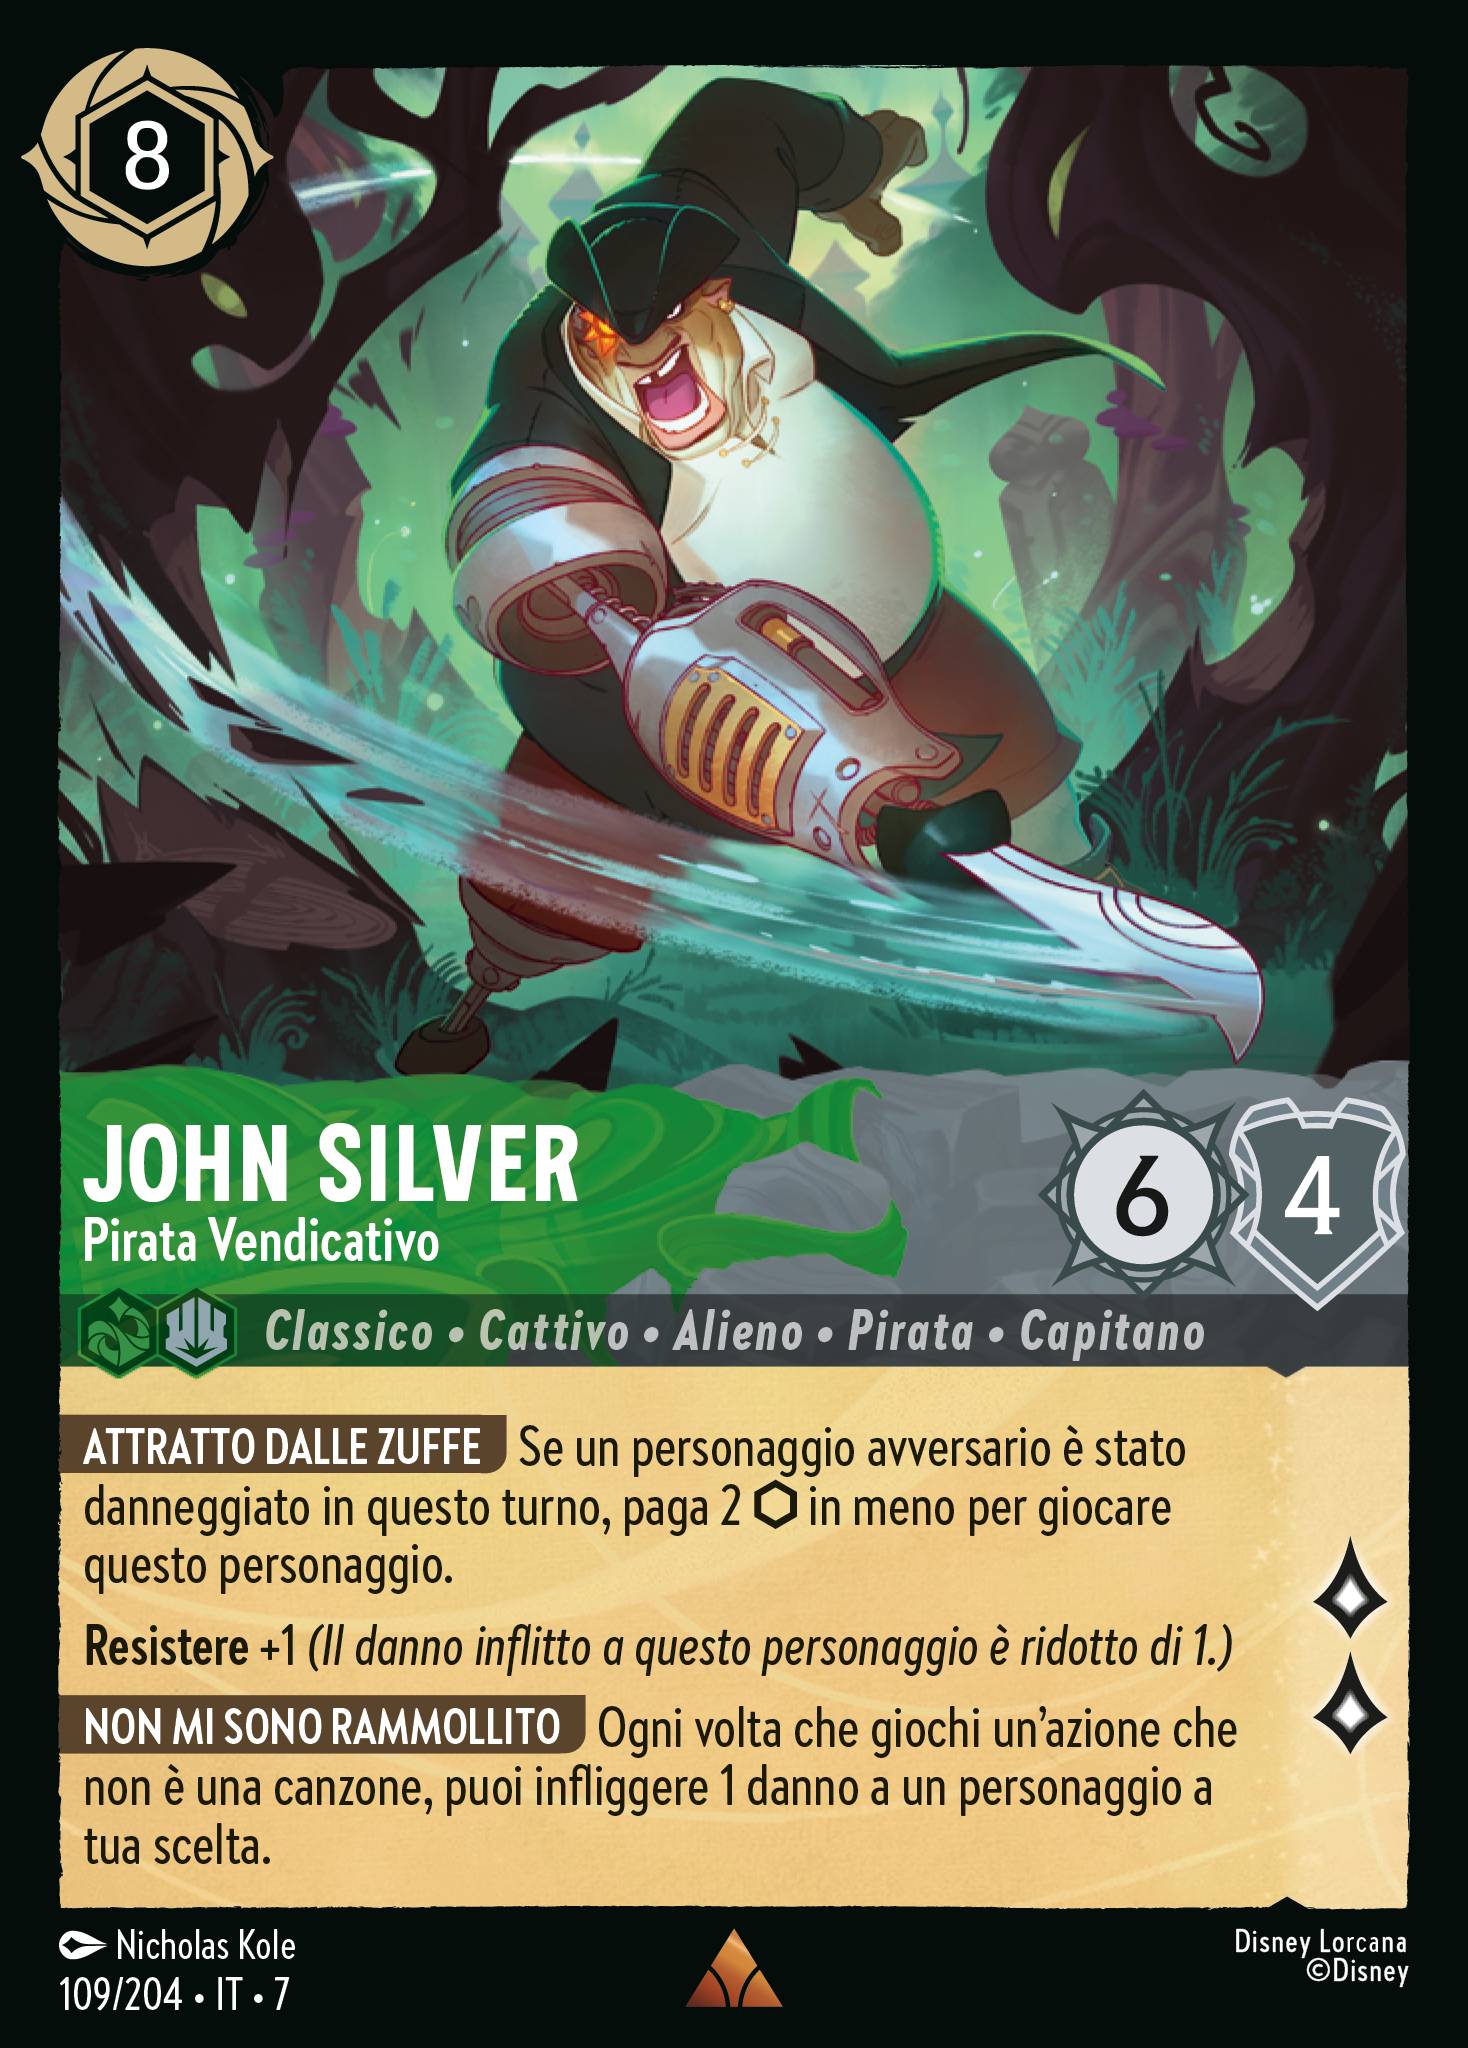 8
JOHN SILVER
Pirata Vendicativo
6
4
Classico • Cattivo • Alieno • Pirata • Capitano
ATTRATTO DALLE ZUFFE Se un personaggio avversario è stato
danneggiato in questo turno, paga 2 ⬡ in meno per giocare
questo personaggio.
Resistere +1 (Il danno inflitto a questo personaggio è ridotto di 1.)
NON MI SONO RAMMOLLITO Ogni volta che giochi un’azione che
non è una canzone, puoi infliggere 1 danno a un personaggio a
tua scelta.
Nicholas Kole
109/204 • IT • 7
Disney Lorcana
©Disney